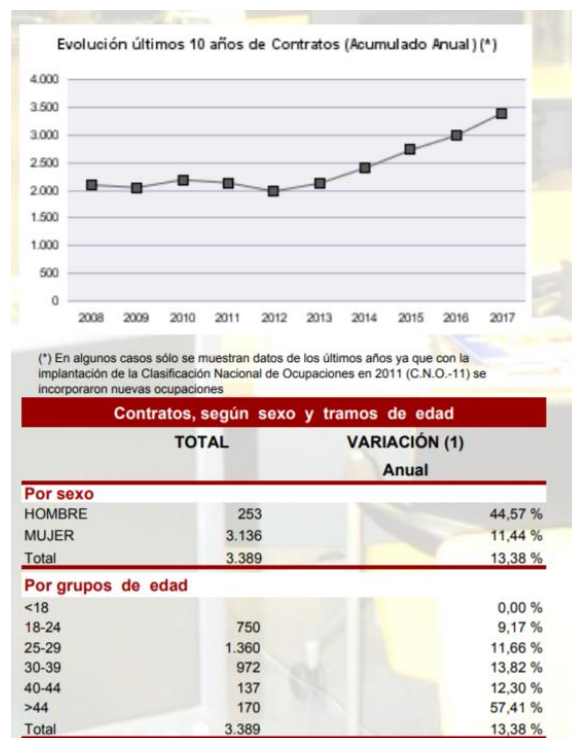 Evolución últimos 10 años de Contratos (Acumulado Anual) (*)
4.000
3.500
3.000
2.500
2.000
1.500
1.000
500
0
2008 2009 2010 2011 2012 2013 2014 2015 2016 2017
(*) En algunos casos sólo se muestran datos de los últimos años ya que con la
implantación de la Clasificación Nacional de Ocupaciones en 2011 (C.N.O.-11) se
incorporaron nuevas ocupaciones
Contratos, según sexo y tramos de edad
TOTAL VARIACIÓN (1)
Anual
Por sexo
HOMBRE 253 44,57 %
MUJER 3.136 11,44 %
Total 3.389 13,38 %
Por grupos de edad
<18 0,00 %
18-24 750 9,17 %
25-29 1.360 11,66 %
30-39 972 13,82 %
40-44 137 12,30 %
>44 170 57,41 %
Total 3.389 13,38 %